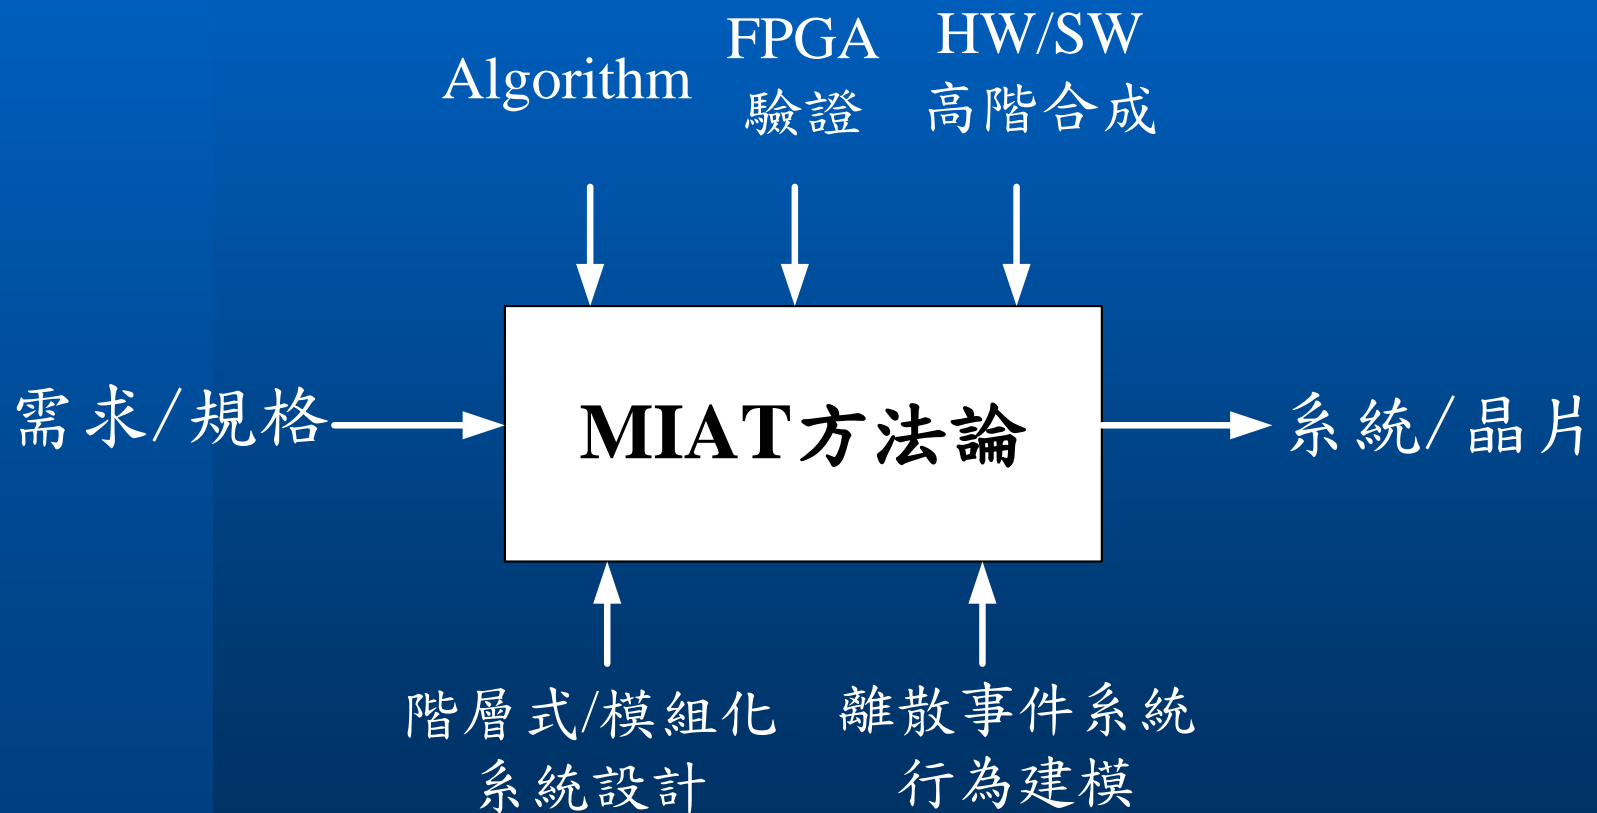 Algorithm
FPGA
驗證
HW/SW
高階合成
需求/規格
MIAT方法論
系統/晶片
階層式/模組化
系統設計
離散事件系統
行為建模